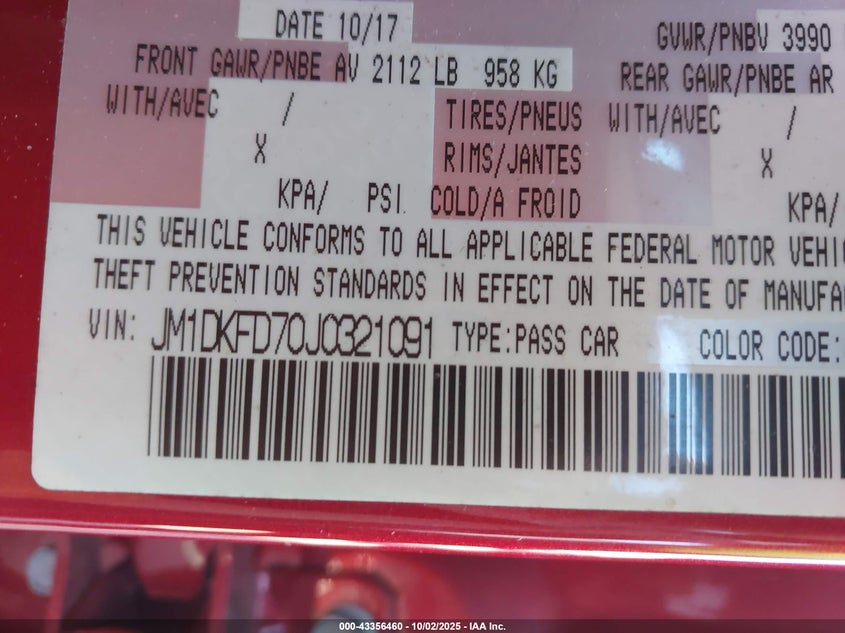 DATE 10/17
GVWR/PNBV 3990
FRONT GAWR/PNBE AV 2112 LB 958 KG
REAR GAWR/PNBE AR
WITH/AVEC / TIRES/PNEUS WITH/AVEC /
X RIMS/JANTES X
KPA/ PSI COLD/A FROID KPA/
THIS VEHICLE CONFORMS TO ALL APPLICABLE FEDERAL MOTOR VEHI
THEFT PREVENTION STANDARDS IN EFFECT ON THE DATE OF MANUFA
VIN: JM1DKFD70J0321091 TYPE:PASS CAR COLOR CODE:
000-43356460 - 10/02/2025 - IAA Inc.